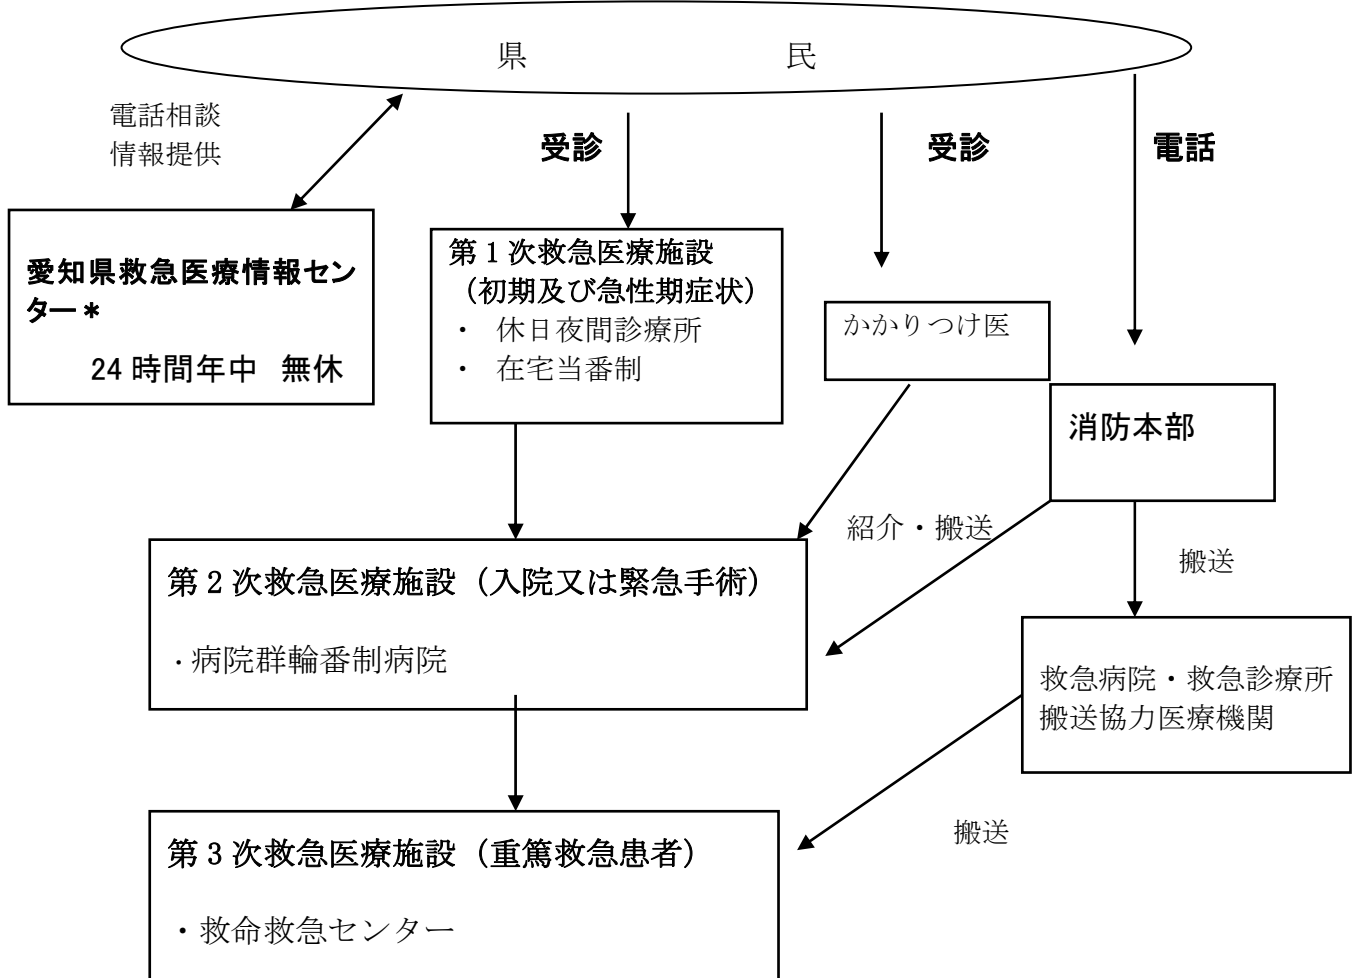 県 民
電話相談
情報提供
受診
受診
電話
愛知県救急医療情報セン
ター*
24時間年中 無休
第1次救急医療施設
（初期及び急性期症状）
・ 休日夜間診療所
・ 在宅当番制
かかりつけ医
消防本部
紹介・搬送
搬送
第2次救急医療施設（入院又は緊急手術）
・病院群輪番制病院
救急病院・救急診療所
搬送協力医療機関
搬送
第3次救急医療施設（重篤救急患者）
・救命救急センター